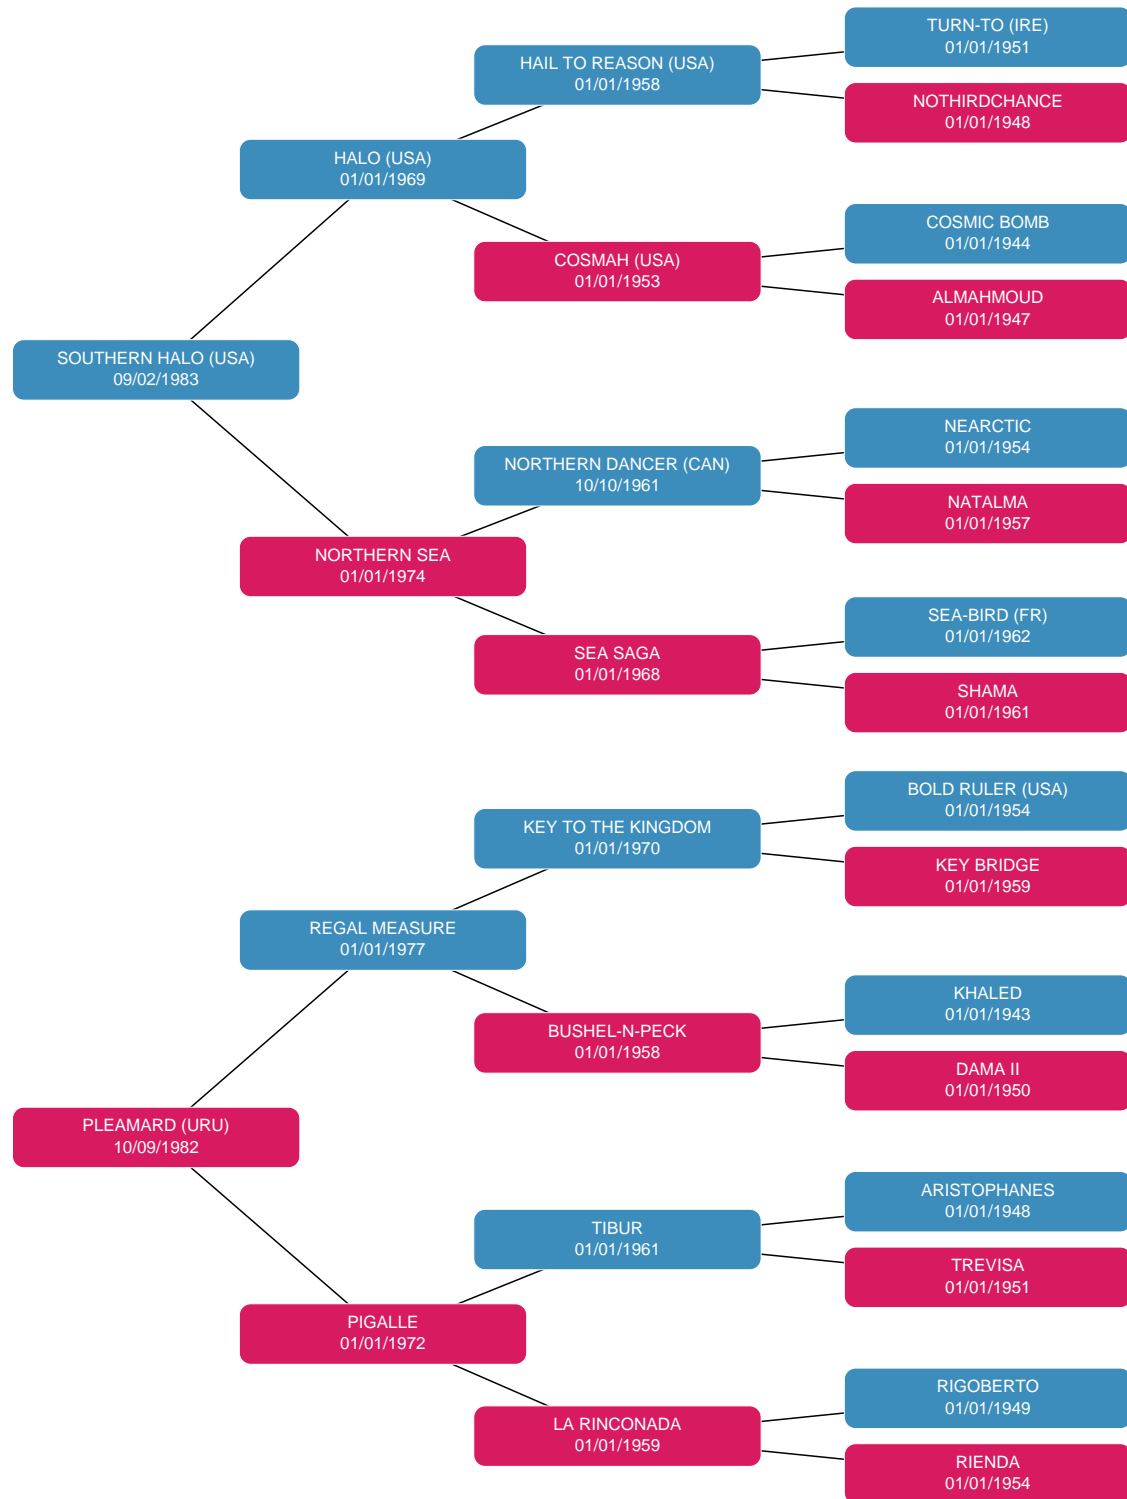 TURN-TO (IRE)
01/01/1951
HAIL TO REASON (USA)
01/01/1958
NOTHIRDCHANCE
01/01/1948
HALO (USA)
01/01/1969
COSMIC BOMB
01/01/1944
COSMAH (USA)
01/01/1953
ALMAHMOUD
01/01/1947
SOUTHERN HALO (USA)
09/02/1983
NEARCTIC
01/01/1954
NORTHERN DANCER (CAN)
10/10/1961
NATALMA
01/01/1957
NORTHERN SEA
01/01/1974
SEA-BIRD (FR)
01/01/1962
SEA SAGA
01/01/1968
SHAMA
01/01/1961
BOLD RULER (USA)
01/01/1954
KEY TO THE KINGDOM
01/01/1970
KEY BRIDGE
01/01/1959
REGAL MEASURE
01/01/1977
KHALED
01/01/1943
BUSHEL-N-PECK
01/01/1958
DAMA II
01/01/1950
PLEAMARD (URU)
10/09/1982
ARISTOPHANES
01/01/1948
TIBUR
01/01/1961
TREVISA
01/01/1951
PIGALLE
01/01/1972
RIGOBERTO
01/01/1949
LA RINCONADA
01/01/1959
RIENDA
01/01/1954